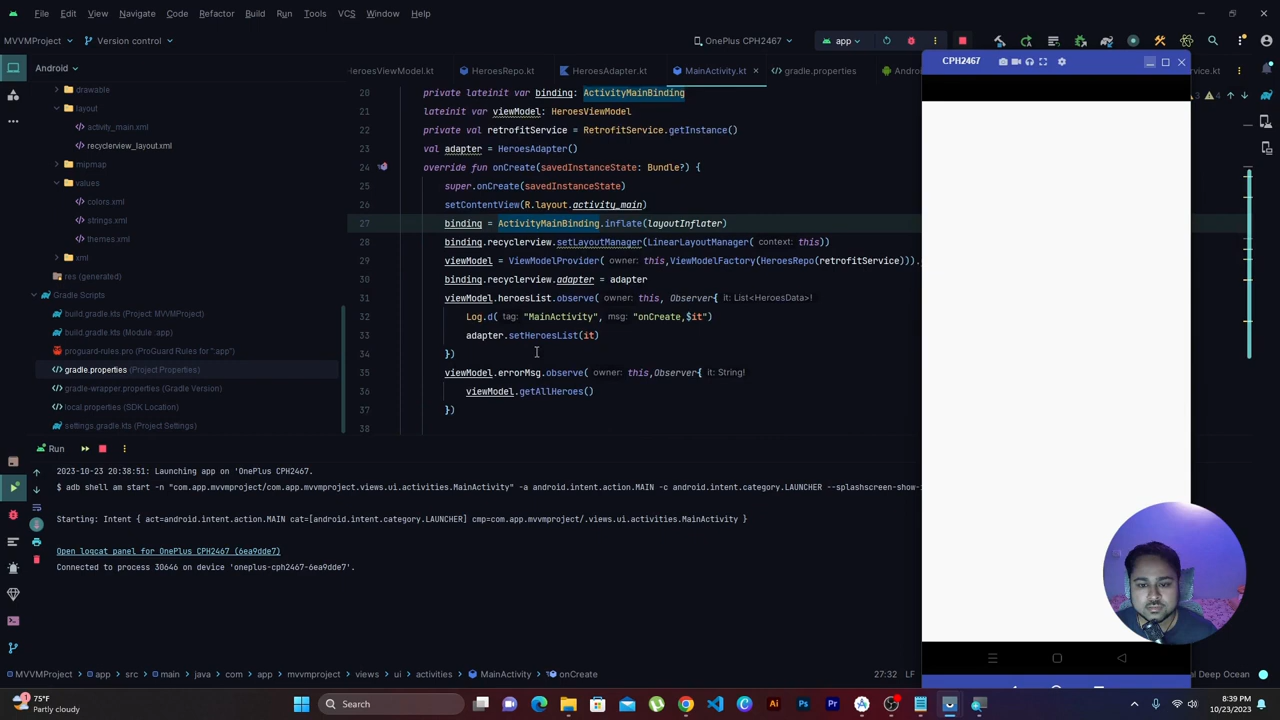 File Edit View Navigate Code Refactor Build Run Tools VCS Window Help
MVVMProject Version control OnePlus CPH2467 app
Android
HeroesViewModel.kt HeroesRepo.kt HeroesAdapter.kt MainActivity.kt gradle.properties
CPH2467
drawable
layout
activity_main.xml
recyclerview_layout.xml
mipmap
values
colors.xml
strings.xml
themes.xml
xml
res (generated)
Gradle Scripts
build.gradle.kts (Project: MVVMProject)
build.gradle.kts (Module :app)
proguard-rules.pro (ProGuard Rules for ":app")
gradle.properties (Project Properties)
gradle-wrapper.properties (Gradle Version)
local.properties (SDK Location)
settings.gradle.kts (Project Settings)
20 private lateinit var binding: ActivityMainBinding
21 lateinit var viewModel: HeroesViewModel
22 private val retrofitService = RetrofitService.getInstance()
23 val adapter = HeroesAdapter()
24 override fun onCreate(savedInstanceState: Bundle?) {
25 super.onCreate(savedInstanceState)
26 setContentView(R.layout.activity_main)
27 binding = ActivityMainBinding.inflate(layoutInflater)
28 binding.recyclerview.setLayoutManager(LinearLayoutManager( context: this))
29 viewModel = ViewModelProvider( owner: this,ViewModelFactory(HeroesRepo(retrofitService))).
30 binding.recyclerview.adapter = adapter
31 viewModel.heroesList.observe( owner: this, Observer{ it: List<HeroesData>!
32 Log.d( tag: "MainActivity", msg: "onCreate,$it")
33 adapter.setHeroesList(it)
34 })
35 viewModel.errorMsg.observe( owner: this,Observer{ it: String!
36 viewModel.getAllHeroes()
37 })
38
Run
2023-10-23 20:38:51: Launching app on 'OnePlus CPH2467.
$ adb shell am start -n "com.app.mvvmproject/com.app.mvvmproject.views.ui.activities.MainActivity" -a android.intent.action.MAIN -c android.intent.category.LAUNCHER --splashscreen-show-
Starting: Intent { act=android.intent.action.MAIN cat=[android.intent.category.LAUNCHER] cmp=com.app.mvvmproject/.views.ui.activities.MainActivity }
Open logcat panel for OnePlus CPH2467 (6ea9dde7)
Connected to process 30646 on device 'oneplus-cph2467-6ea9dde7'.
MVVMProject app src main java com app mvvmproject views ui activities MainActivity onCreate 27:32 LF
Deep Ocean
75°F
Partly cloudy
Search
8:39 PM
10/23/2023